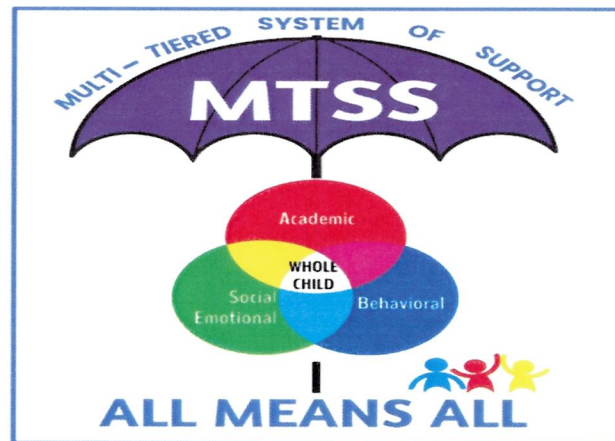 MULTI - TIERED SYSTEM OF SUPPORT
MTSS
Academic
WHOLE
CHILD
Social
Emotional
Behavioral
ALL MEANS ALL